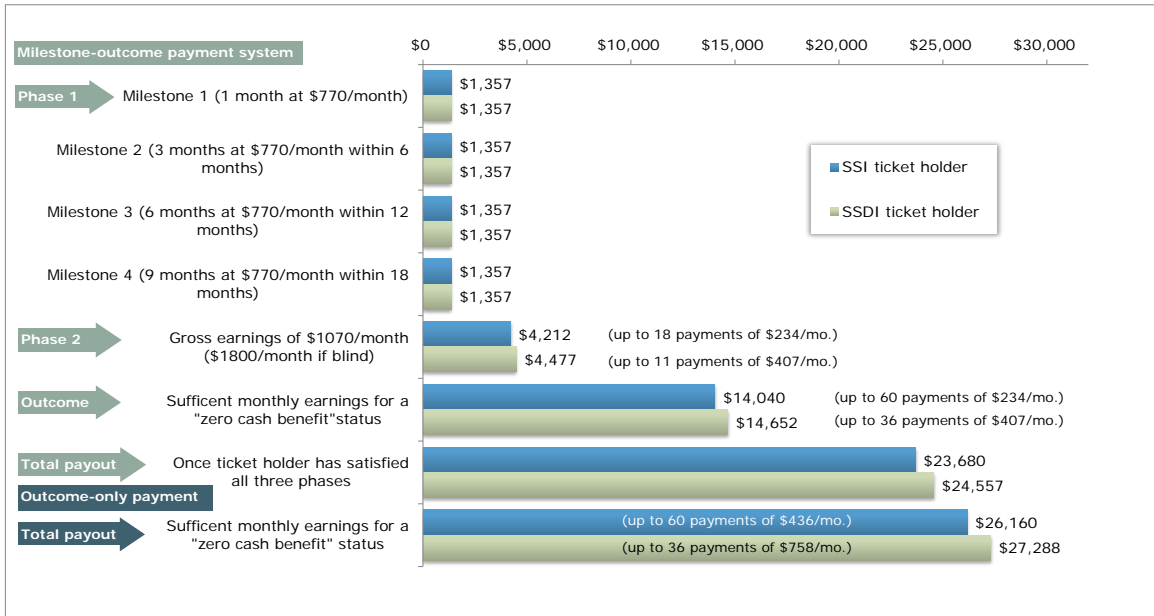 $0 $5,000 $10,000 $15,000 $20,000 $25,000 $30,000
Milestone-outcome payment system
Phase 1
Milestone 1 (1 month at $770/month)
$1,357
$1,357
Milestone 2 (3 months at $770/month within 6
months)
$1,357
$1,357
SSI ticket holder
SSDI ticket holder
Milestone 3 (6 months at $770/month within 12
months)
$1,357
$1,357
Milestone 4 (9 months at $770/month within 18
months)
$1,357
$1,357
Phase 2
Gross earnings of $1070/month
($1800/month if blind)
$4,212 (up to 18 payments of $234/mo.)
$4,477 (up to 11 payments of $407/mo.)
Outcome
Sufficent monthly earnings for a
"zero cash benefit"status
$14,040 (up to 60 payments of $234/mo.)
$14,652 (up to 36 payments of $407/mo.)
Total payout
Once ticket holder has satisfied
all three phases
$23,680
$24,557
Outcome-only payment
Total payout
Sufficent monthly earnings for a
"zero cash benefit" status
(up to 60 payments of $436/mo.) $26,160
(up to 36 payments of $758/mo.) $27,288